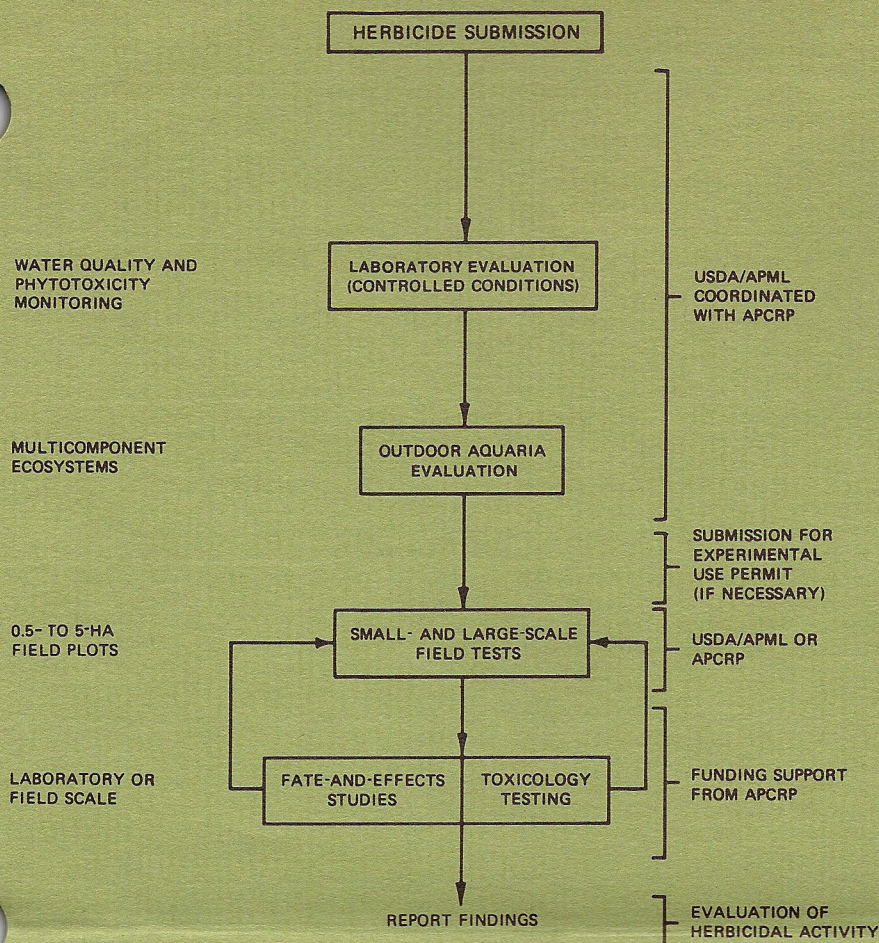 HERBICIDE SUBMISSION
WATER QUALITY AND
PHYTOTOXICITY
MONITORING
LABORATORY EVALUATION
(CONTROLLED CONDITIONS)
USDA/APML
COORDINATED
WITH APCRP
MULTICOMPONENT
ECOSYSTEMS
OUTDOOR AQUARIA
EVALUATION
SUBMISSION FOR
EXPERIMENTAL
USE PERMIT
(IF NECESSARY)
0.5- TO 5-HA
FIELD PLOTS
SMALL- AND LARGE-SCALE
FIELD TESTS
USDA/APML OR
APCRP
LABORATORY OR
FIELD SCALE
FATE-AND-EFFECTS
STUDIES
TOXICOLOGY
TESTING
FUNDING SUPPORT
FROM APCRP
REPORT FINDINGS
EVALUATION OF
HERBICIDAL ACTIVITY